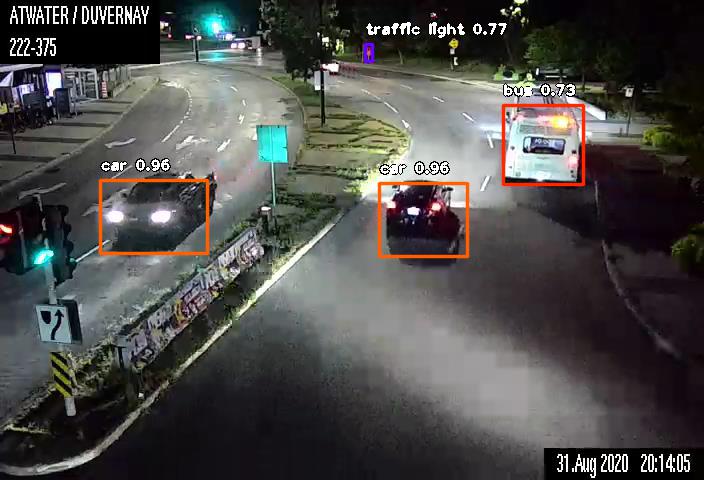 ATWATER / DUVERNAY
222-375
traffic light 0.77
bus 0.73
car 0.96
car 0.96
31.Aug 2020 20:14:05